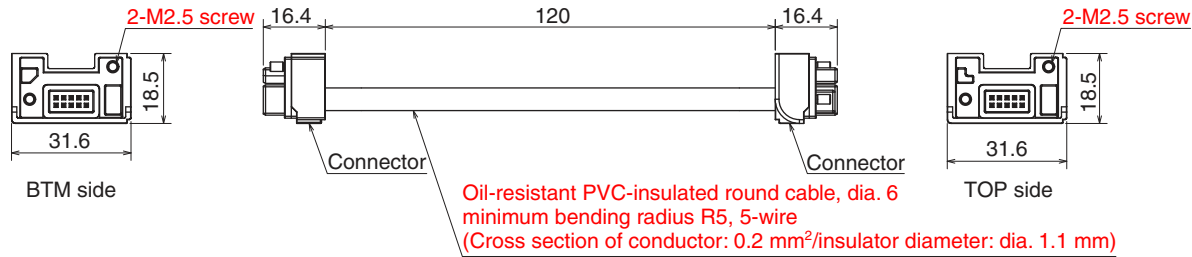 2-M2.5 screw
16.4
120
16.4
2-M2.5 screw
18.5
31.6
BTM side
Connector
Connector
18.5
31.6
TOP side
Oil-resistant PVC-insulated round cable, dia. 6
minimum bending radius R5, 5-wire
(Cross section of conductor: 0.2 mm²/insulator diameter: dia. 1.1 mm)